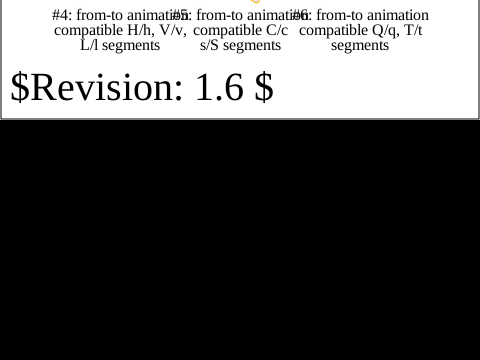 #4: from-to animation #5: from-to animation #6: from-to animation
compatible H/h, V/v, compatible C/c compatible Q/q, T/t
L/l segments s/S segments segments
$Revision: 1.6 $